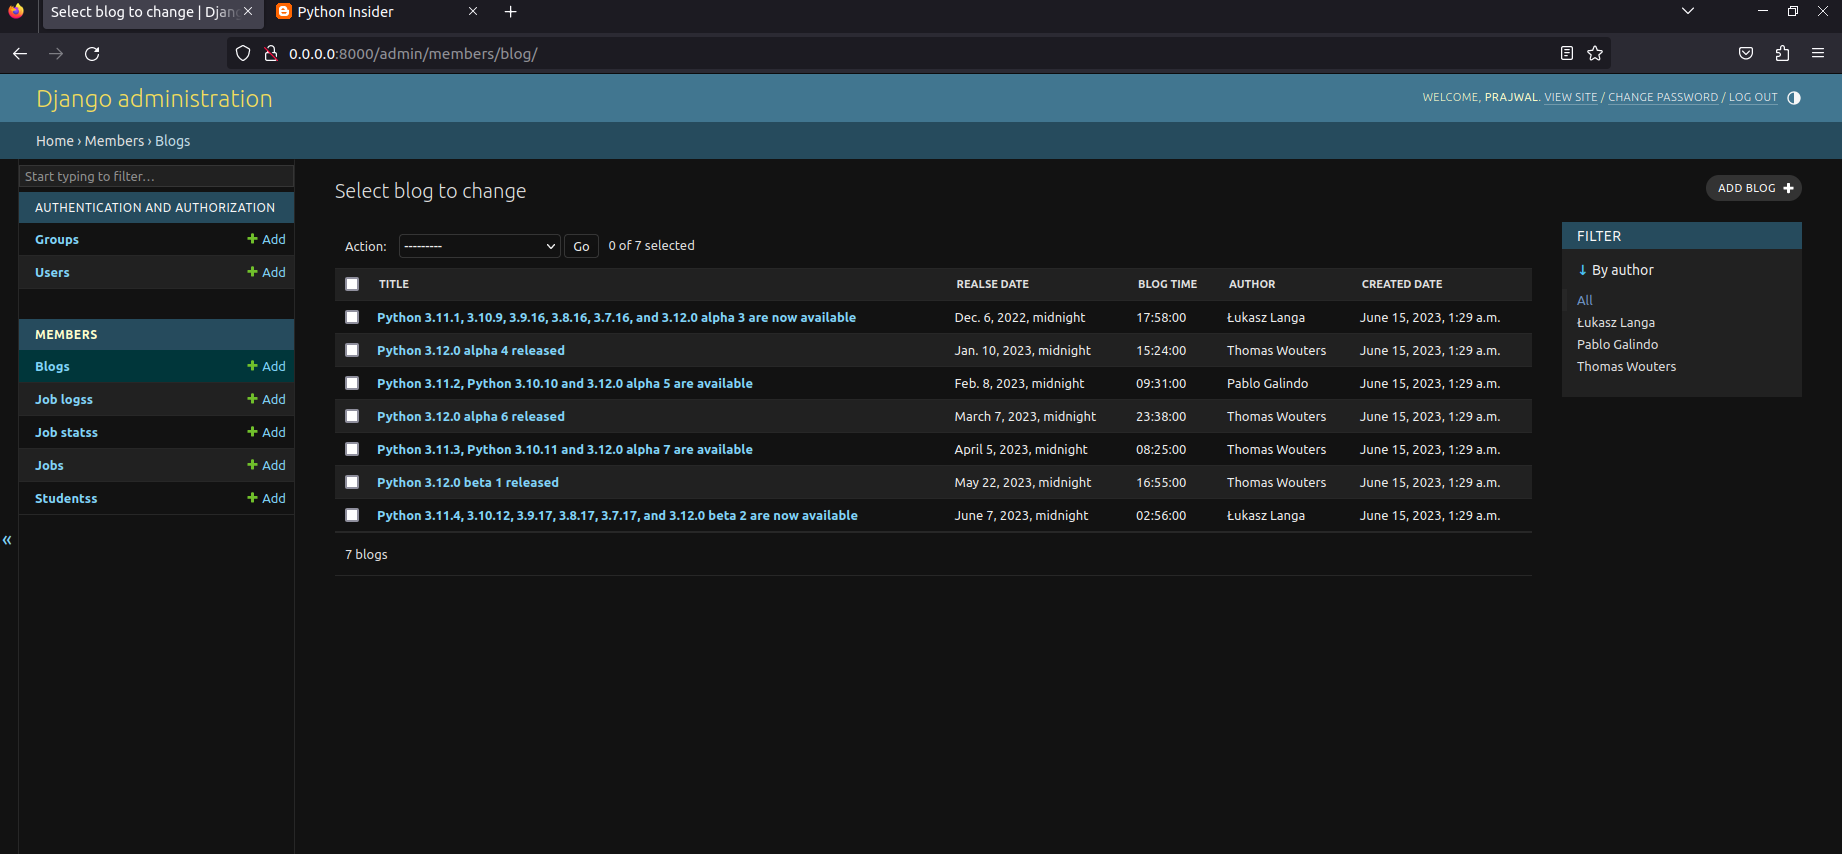 Select blog to change | Djang
Python Insider
0.0.0.0:8000/admin/members/blog/
Django administration
WELCOME, PRAJWAL. VIEW SITE / CHANGE PASSWORD / LOG OUT
Home › Members › Blogs
Start typing to filter...
AUTHENTICATION AND AUTHORIZATION
Groups + Add
Users + Add
MEMBERS
Blogs + Add
Job logss + Add
Job statss + Add
Jobs + Add
Studentss + Add
«
Select blog to change
ADD BLOG +
Action: --------- Go 0 of 7 selected
TITLE REALSE DATE BLOG TIME AUTHOR CREATED DATE
Python 3.11.1, 3.10.9, 3.9.16, 3.8.16, 3.7.16, and 3.12.0 alpha 3 are now available Dec. 6, 2022, midnight 17:58:00 Łukasz Langa June 15, 2023, 1:29 a.m.
Python 3.12.0 alpha 4 released Jan. 10, 2023, midnight 15:24:00 Thomas Wouters June 15, 2023, 1:29 a.m.
Python 3.11.2, Python 3.10.10 and 3.12.0 alpha 5 are available Feb. 8, 2023, midnight 09:31:00 Pablo Galindo June 15, 2023, 1:29 a.m.
Python 3.12.0 alpha 6 released March 7, 2023, midnight 23:38:00 Thomas Wouters June 15, 2023, 1:29 a.m.
Python 3.11.3, Python 3.10.11 and 3.12.0 alpha 7 are available April 5, 2023, midnight 08:25:00 Thomas Wouters June 15, 2023, 1:29 a.m.
Python 3.12.0 beta 1 released May 22, 2023, midnight 16:55:00 Thomas Wouters June 15, 2023, 1:29 a.m.
Python 3.11.4, 3.10.12, 3.9.17, 3.8.17, 3.7.17, and 3.12.0 beta 2 are now available June 7, 2023, midnight 02:56:00 Łukasz Langa June 15, 2023, 1:29 a.m.
7 blogs
FILTER
↓ By author
All
Łukasz Langa
Pablo Galindo
Thomas Wouters